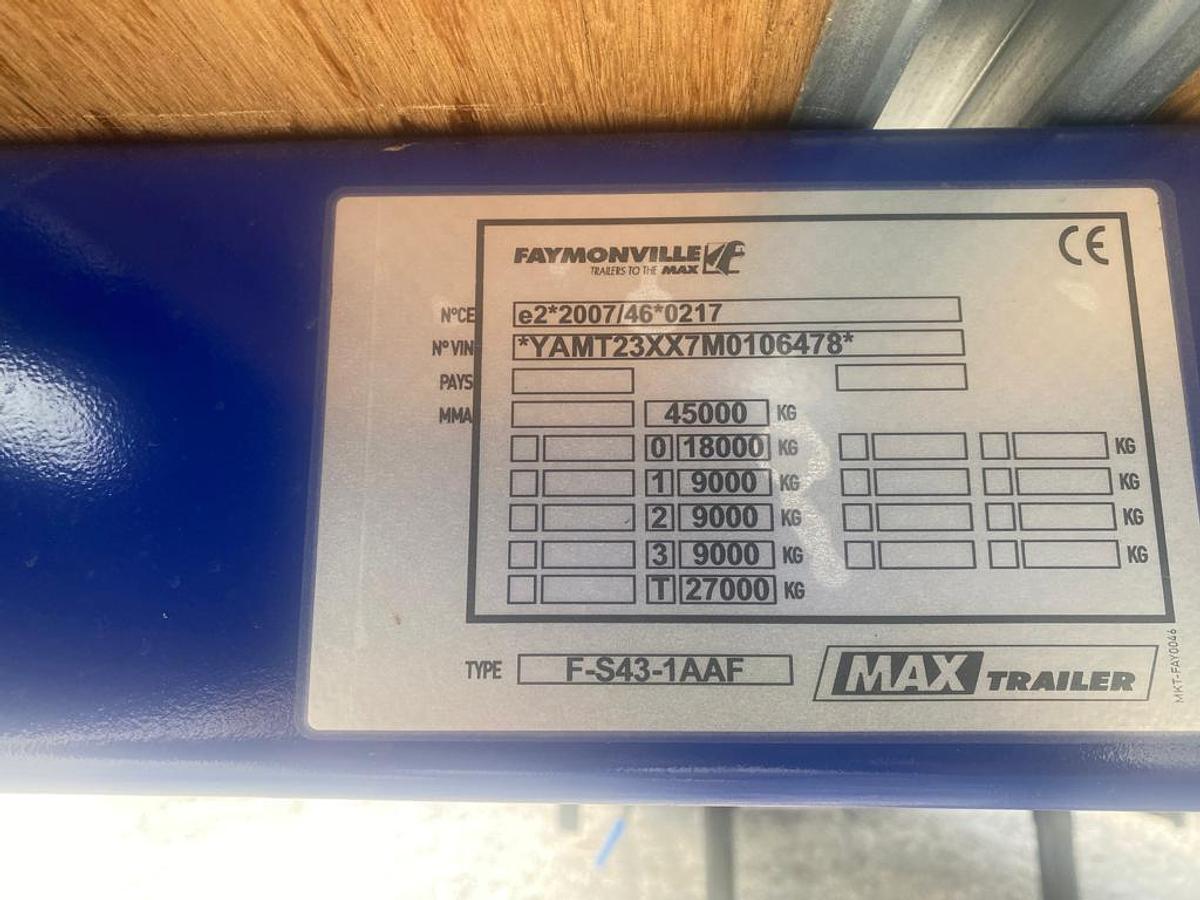 FAYMONVILLE
TRAILERS TO THE MAX
CE
N°CE e2*2007/46*0217
N° VIN *YAMT23XX7M0106478*
PAYS
MMA 45000 KG
0 18000 KG KG
1 9000 KG KG
2 9000 KG KG
3 9000 KG KG
T 27000 KG
TYPE F-S43-1AAF MAX TRAILER
MKT-FAY0046